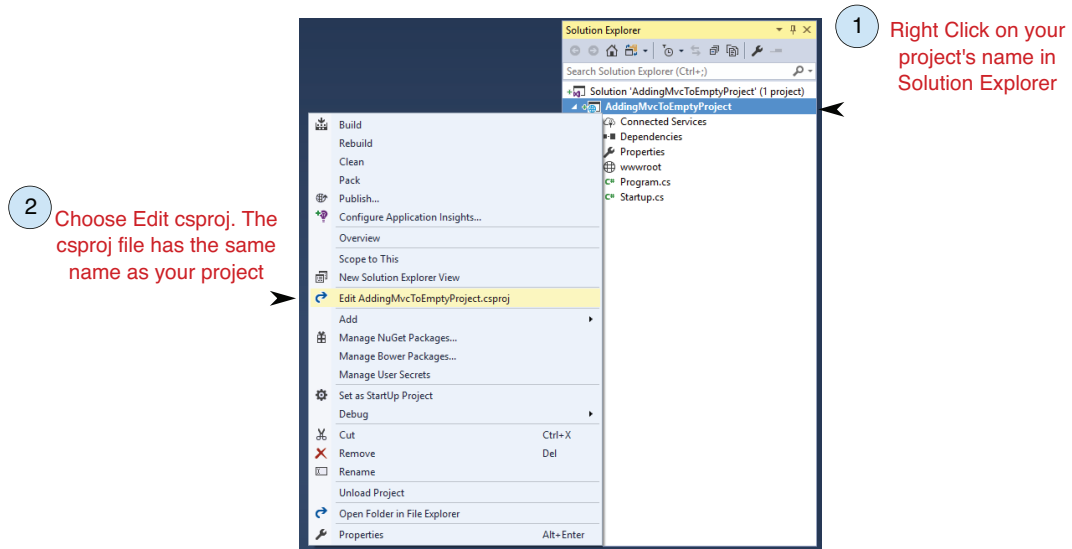 Solution Explorer
Search Solution Explorer (Ctrl+;)
Solution 'AddingMvcToEmptyProject' (1 project)
AddingMvcToEmptyProject
Connected Services
Dependencies
Properties
wwwroot
C# Program.cs
C# Startup.cs
1
Right Click on your
project's name in
Solution Explorer
Build
Rebuild
Clean
Pack
Publish...
Configure Application Insights...
Overview
Scope to This
New Solution Explorer View
Edit AddingMvcToEmptyProject.csproj
Add
Manage NuGet Packages...
Manage Bower Packages...
Manage User Secrets
Set as StartUp Project
Debug
Cut Ctrl+X
Remove Del
Rename
Unload Project
Open Folder in File Explorer
Properties Alt+Enter
2
Choose Edit csproj. The
csproj file has the same
name as your project